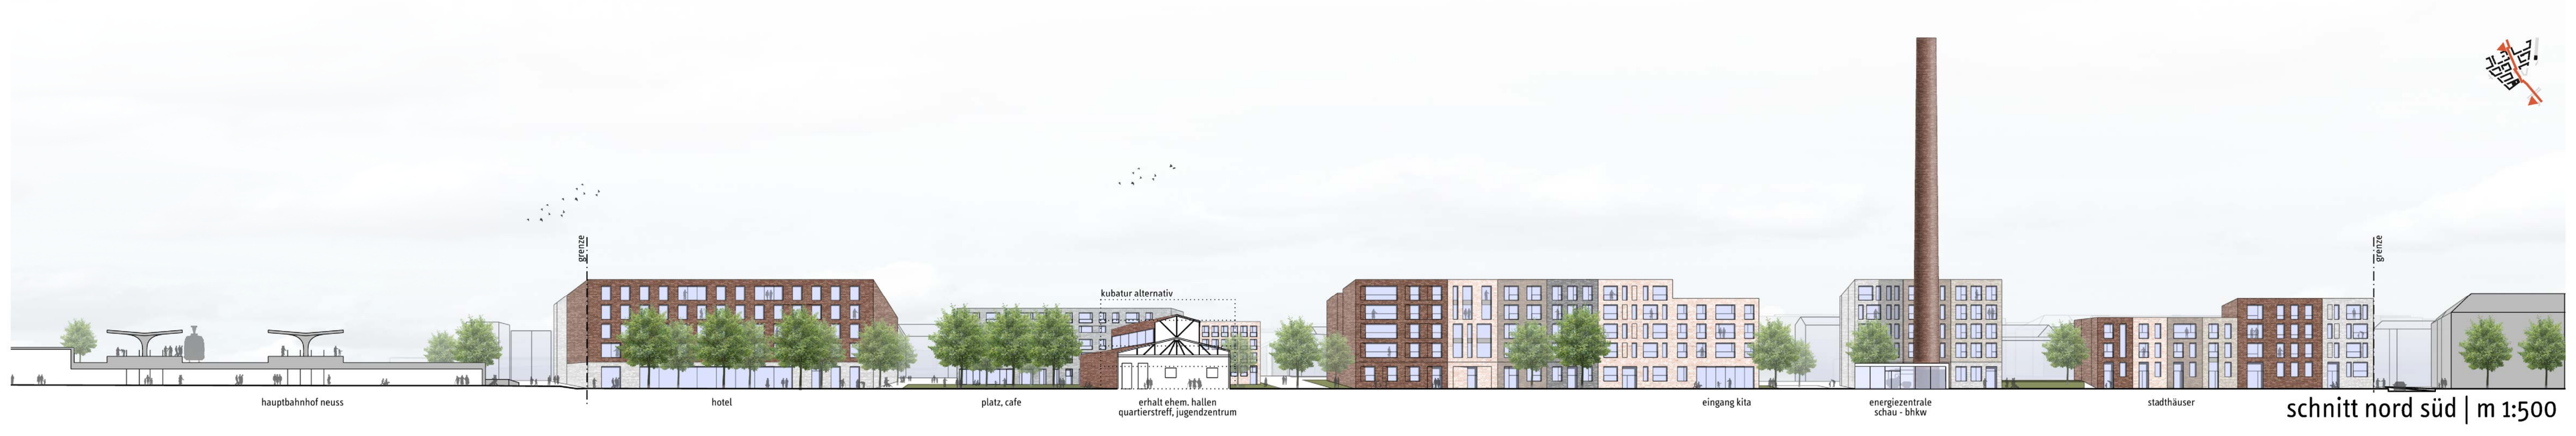 grenze
grenze
kubatur alternativ
hauptbahnhof neuss
hotel
platz, cafe
erhalt ehem. hallen
quartierstreff, jugendzentrum
eingang kita
energiezentrale
schau - bhkw
stadthäuser
schnitt nord süd | m 1:500